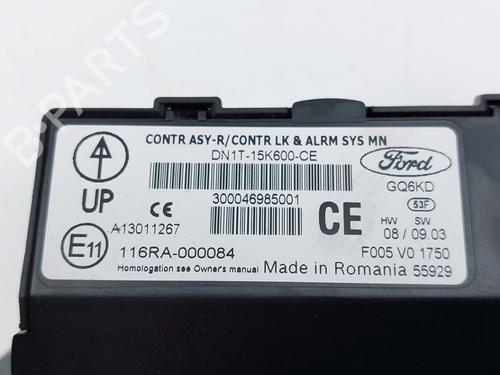 B-PARTS
CONTR ASY-R/CONTR LK & ALRM SYS MN
DN1T-15K600-CE
Ford
UP
GQ6KD
300046985001
53F
CE
CE
HW SW
A13011267
08 / 09.03
E11
116RA-000084
F005 V0 1750
Homologation see Owner's manual
Made in Romania 55929